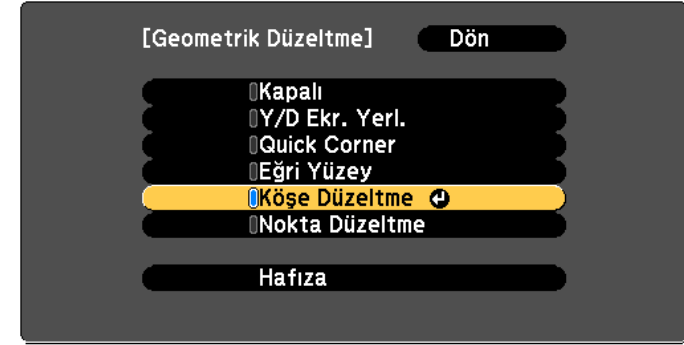 [Geometrik Düzeltme] Dön
Kapalı
Y/D Ekr. Yerl.
Quick Corner
Eğri Yüzey
Köşe Düzeltme
Nokta Düzeltme
Hafıza